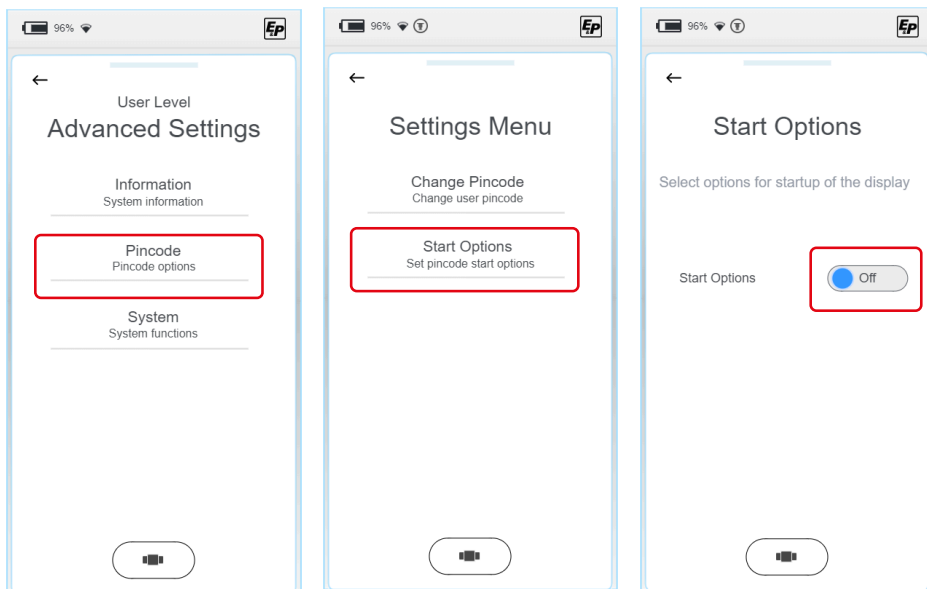 96%
EP
User Level
Advanced Settings
Information
System information
Pincode
Pincode options
System
System functions
96%
EP
Settings Menu
Change Pincode
Change user pincode
Start Options
Set pincode start options
96%
EP
Start Options
Select options for startup of the display
Start Options
Off